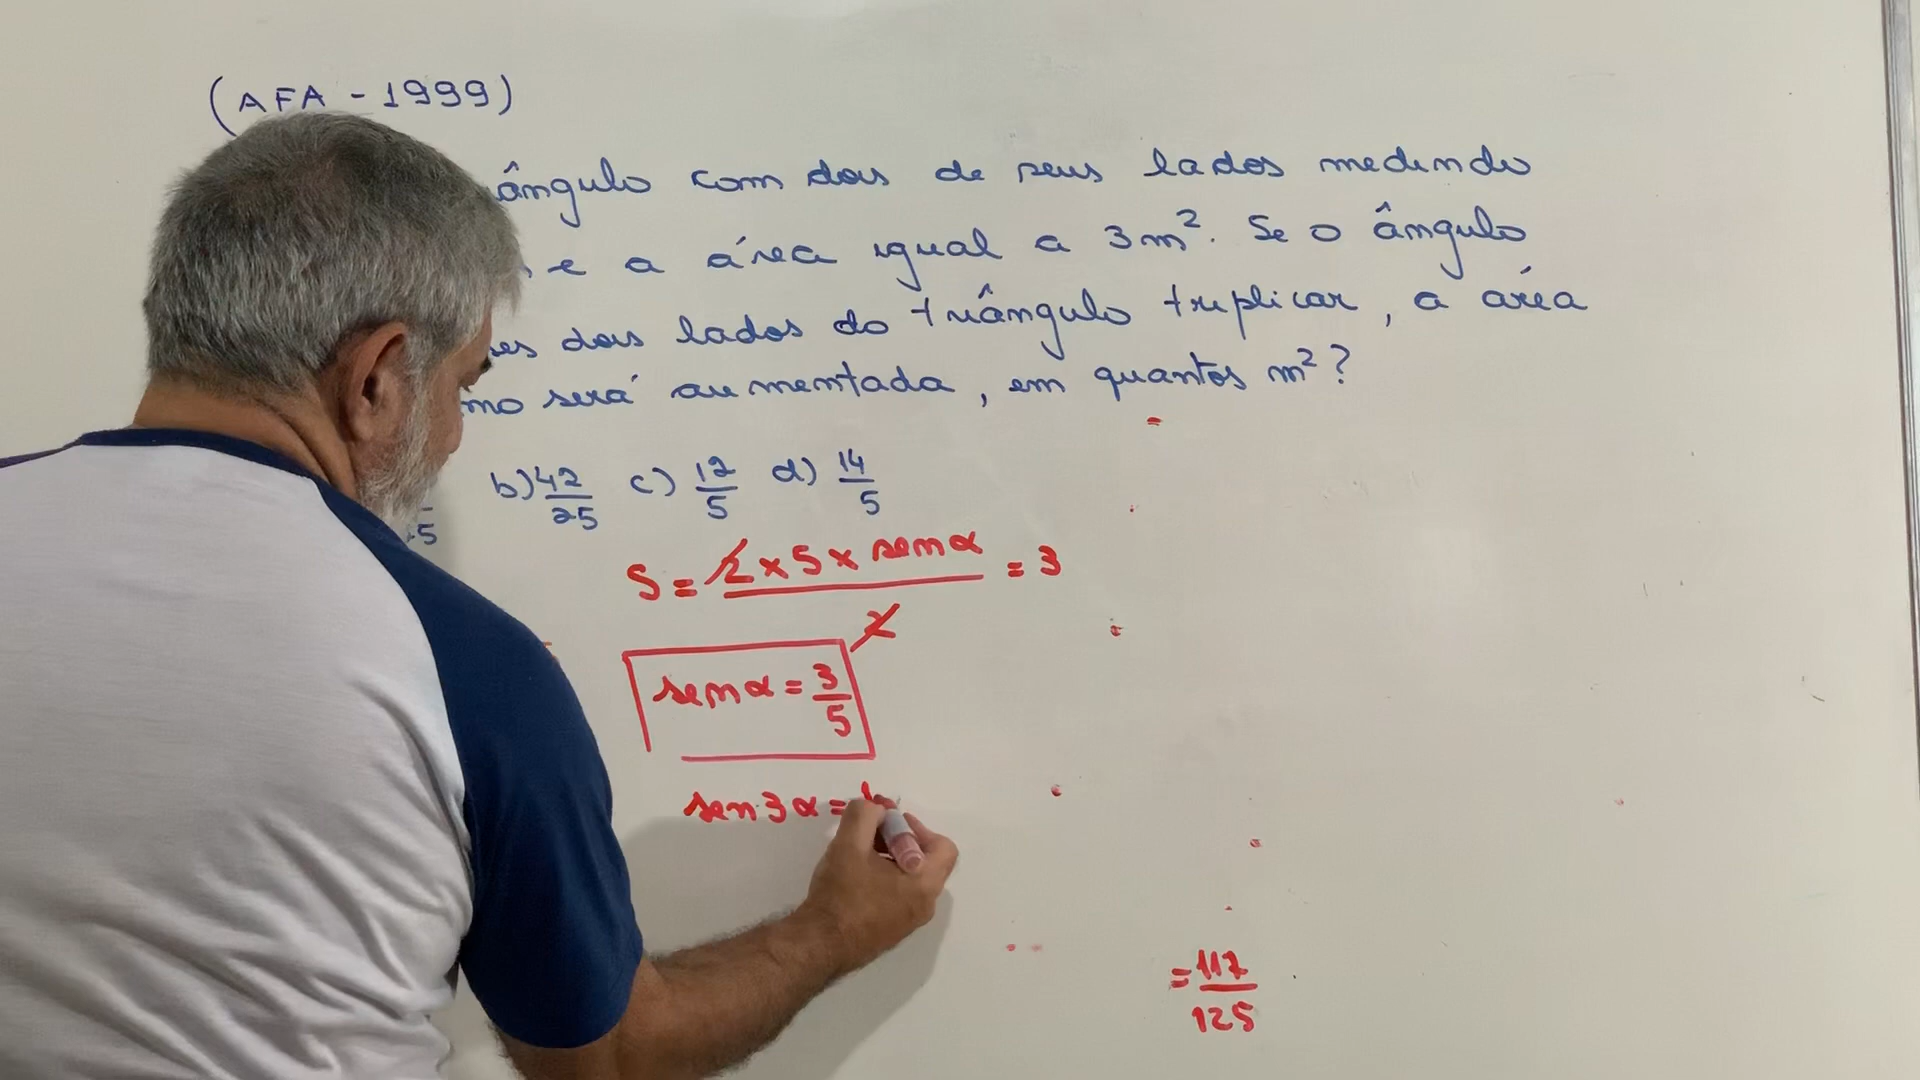 (AFA - 1999)
ângulo com dois de seus lados medindo
e a área igual a 3m². Se o ângulo
dois lados do triângulo triplicar, a área
será aumentada, em quantos m²?
b) 42/25 c) 12/5 d) 14/5
S = 2 x 5 x sen α / 2 = 3
sen α = 3/5
sen 3α =
= 117/125